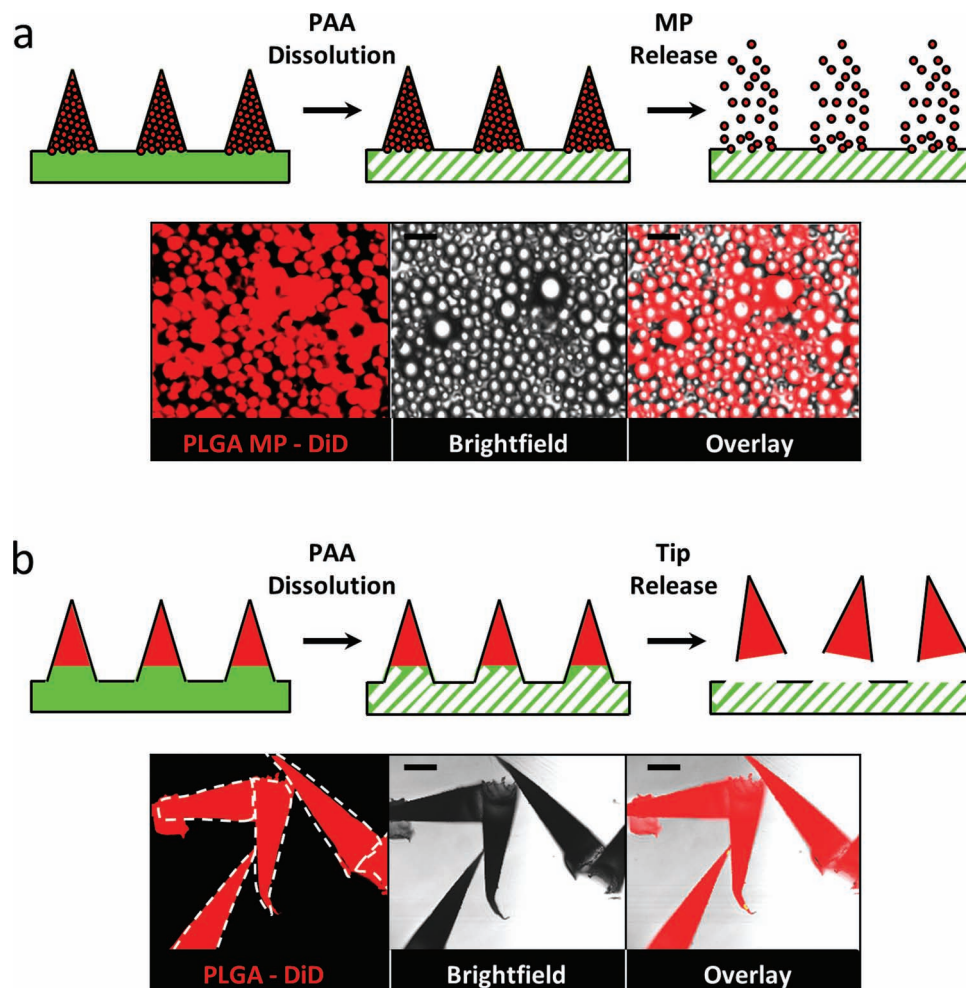 a
PAA
Dissolution
MP
Release
PLGA MP - DiD
Brightfield
Overlay
b
PAA
Dissolution
Tip
Release
PLGA - DiD
Brightfield
Overlay